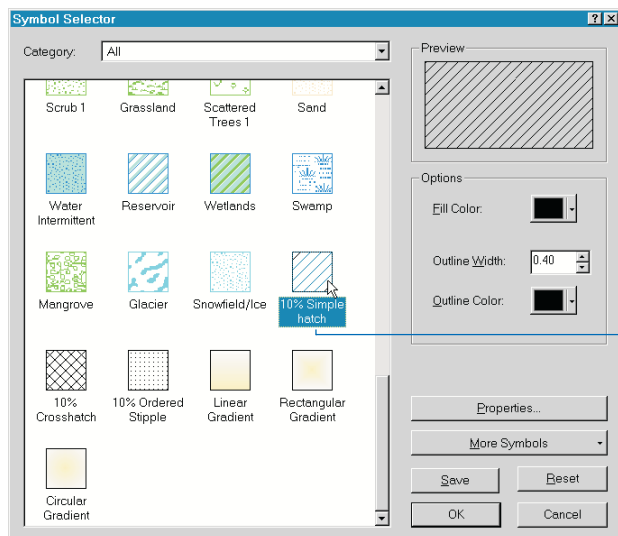 Symbol Selector
Category: All
Scrub 1 Grassland Scattered Trees 1 Sand
Water Intermittent Reservoir Wetlands Swamp
Mangrove Glacier Snowfield/Ice 10% Simple hatch
10% Crosshatch 10% Ordered Stipple Linear Gradient Rectangular Gradient
Circular Gradient
Preview
Options
Fill Color:
Outline Width: 0.40
Outline Color:
Properties...
More Symbols
Save Reset
OK Cancel